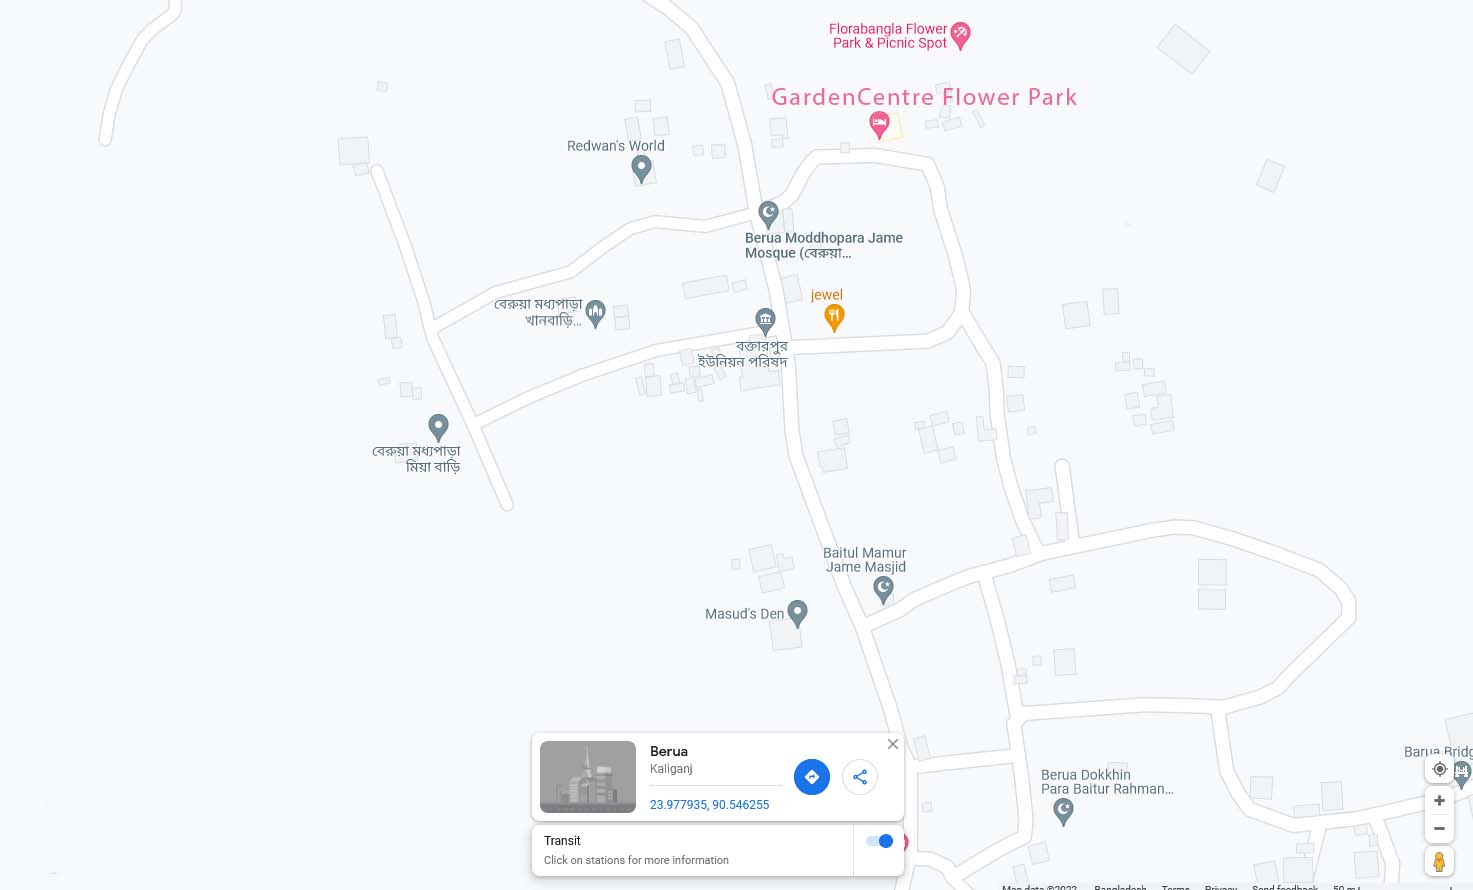 Florabangla Flower
Park & Picnic Spot
GardenCentre Flower Park
Redwan's World
Berua Moddhopara Jame
Mosque (বেরুয়া...
jewel
বেরুয়া মধ্যপাড়া
খানবাড়ি...
বক্তারপুর
ইউনিয়ন পরিষদ
বেরুয়া মধ্যপাড়া
মিয়া বাড়ি
Baitul Mamur
Jame Masjid
Masud's Den
Berua
Kaliganj
23.977935, 90.546255
Transit
Click on stations for more information
Barua Bridg
Berua Dokkhin
Para Baitur Rahman...
Map data ©2022 Bangladesh Terms Privacy Send feedback 50 m